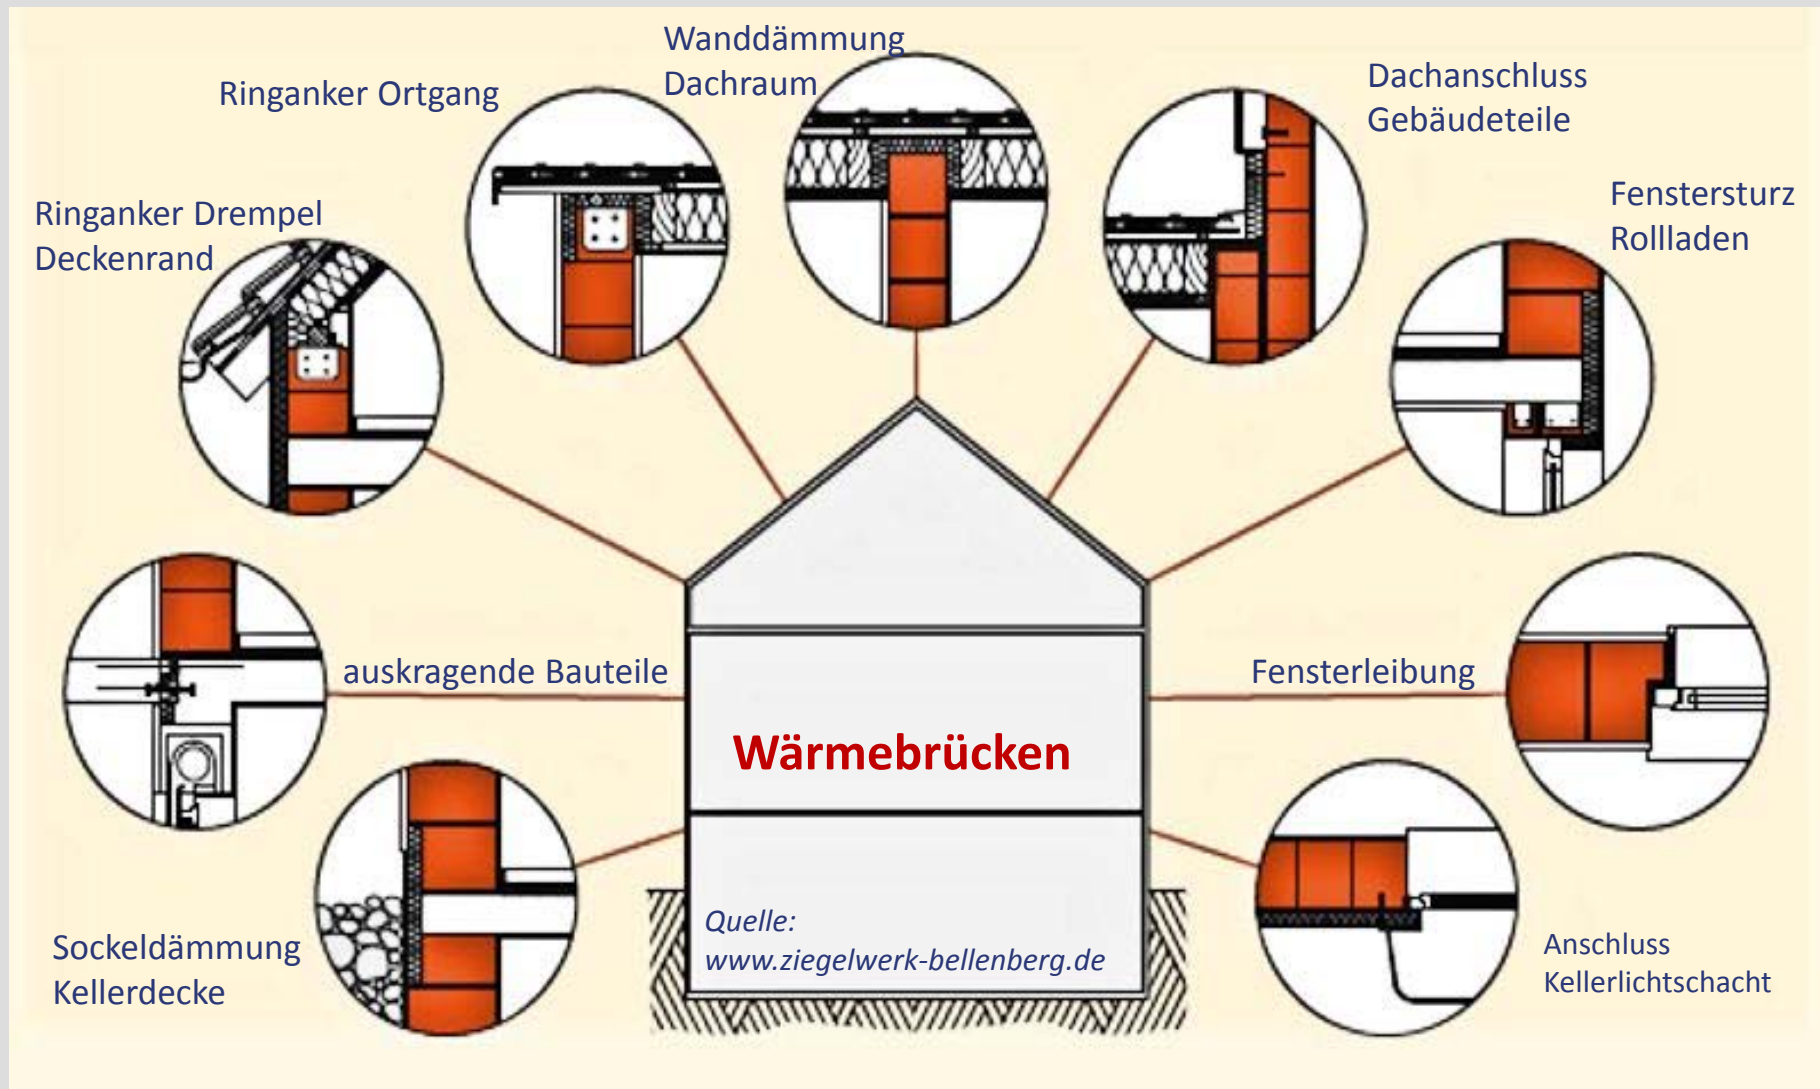 Wanddämmung
Dachraum
Ringanker Ortgang
Dachanschluss
Gebäudeteile
Ringanker Drempel
Deckenrand
Fenstersturz
Rollladen
auskragende Bauteile
Fensterleibung
Wärmebrücken
Sockeldämmung
Kellerdecke
Quelle:
www.ziegelwerk-bellenberg.de
Anschluss
Kellerlichtschacht